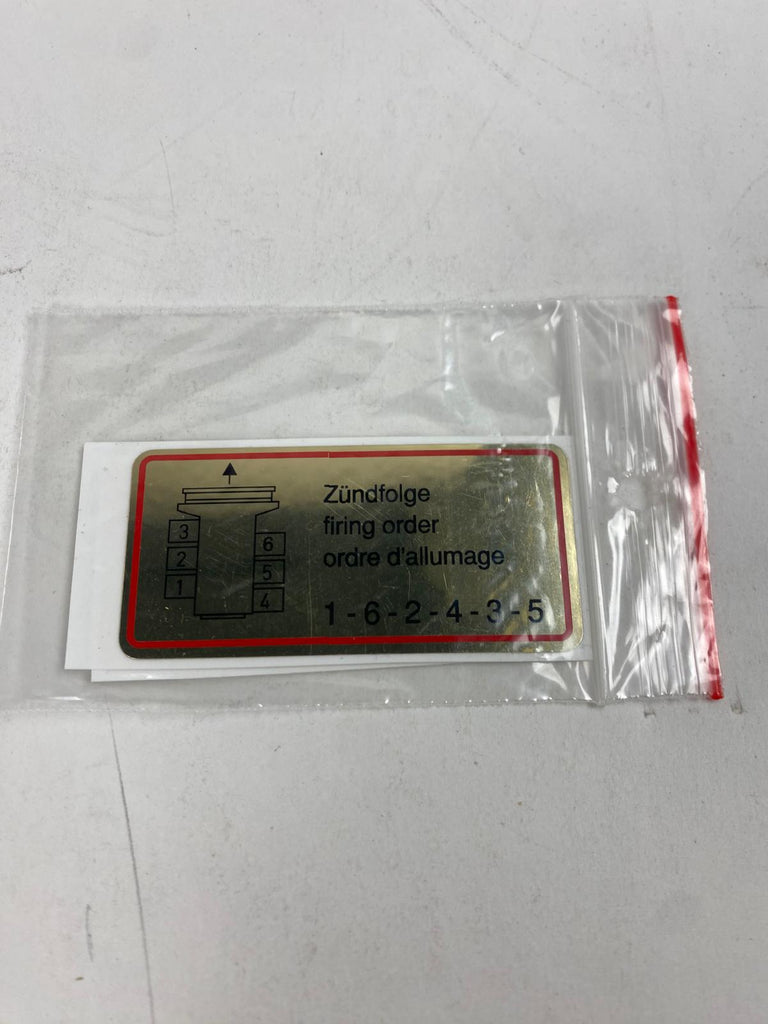 Zündfolge
firing order
ordre d'allumage
1-6-2-4-3-5
3
2
1
6
5
4